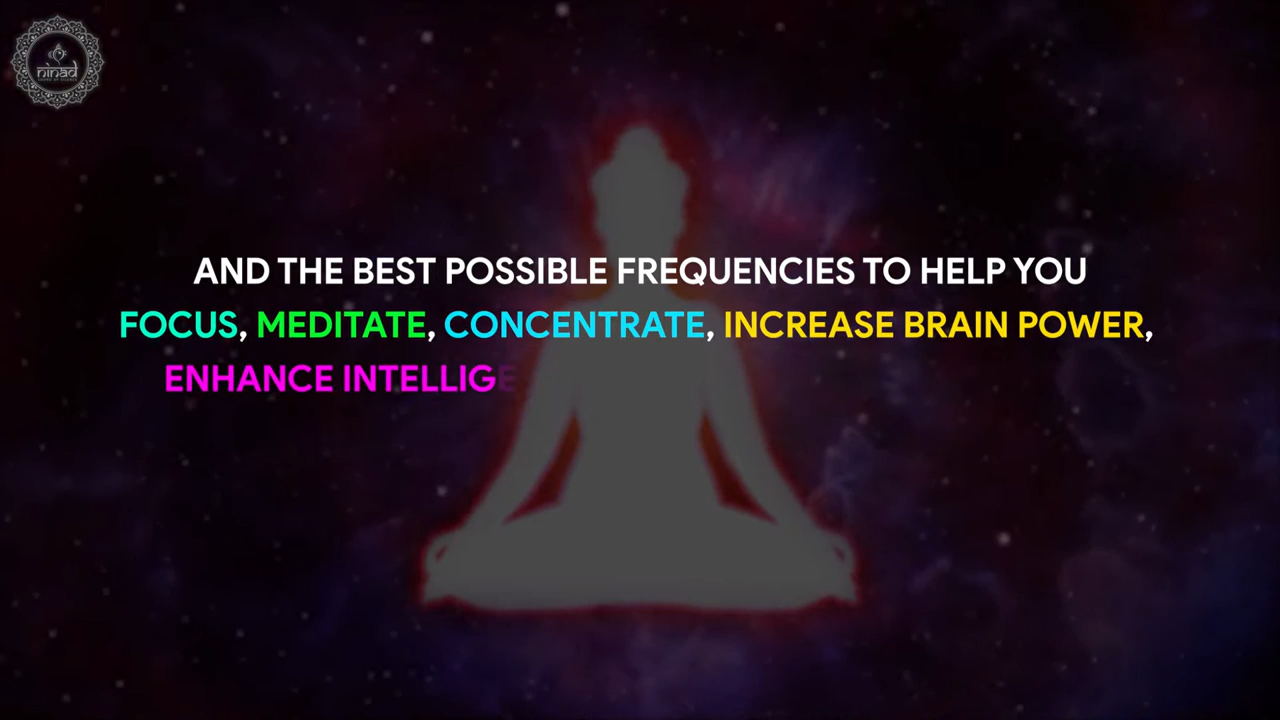 ninad
AND THE BEST POSSIBLE FREQUENCIES TO HELP YOU
FOCUS, MEDITATE, CONCENTRATE, INCREASE BRAIN POWER,
ENHANCE INTELLIGE